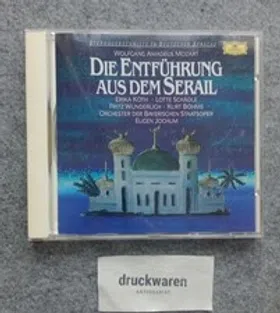 Wolfgang Amadeus Mozart
DIE ENTFÜHRUNG
AUS DEM SERAIL
ERIKA KÖTH · LOTTE SCHÄDLE
FRITZ WUNDERLICH · KURT BÖHME
ORCHESTER DER BAYERISCHEN STAATSOPER
EUGEN JOCHUM
druckwaren
ANTIQUARIAT